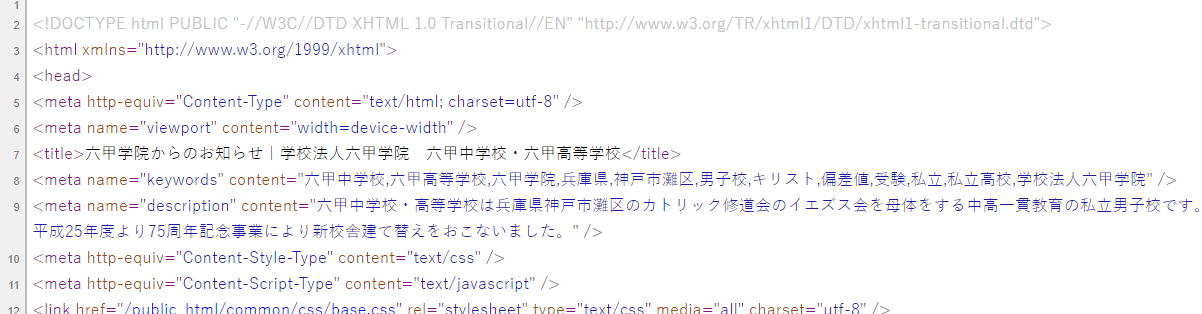 1
2 <!DOCTYPE html PUBLIC "-//W3C//DTD XHTML 1.0 Transitional//EN" "http://www.w3.org/TR/xhtml1/DTD/xhtml1-transitional.dtd">
3 <html xmlns="http://www.w3.org/1999/xhtml">
4 <head>
5 <meta http-equiv="Content-Type" content="text/html; charset=utf-8" />
6 <meta name="viewport" content="width=device-width" />
7 <title>六甲学院からのお知らせ｜学校法人六甲学院　六甲中学校・六甲高等学校</title>
8 <meta name="keywords" content="六甲中学校,六甲高等学校,六甲学院,兵庫県,神戸市灘区,男子校,キリスト,偏差値,受験,私立,私立高校,学校法人六甲学院" />
9 <meta name="description" content="六甲中学校・高等学校は兵庫県神戸市灘区のカトリック修道会のイエズス会を母体をする中高一貫教育の私立男子校です。
平成25年度より75周年記念事業により新校舎建て替えをおこないました。" />
10 <meta http-equiv="Content-Style-Type" content="text/css" />
11 <meta http-equiv="Content-Script-Type" content="text/javascript" />
12 <link href="/public_html/common/css/base.css" rel="stylesheet" type="text/css" media="all" charset="utf-8" />